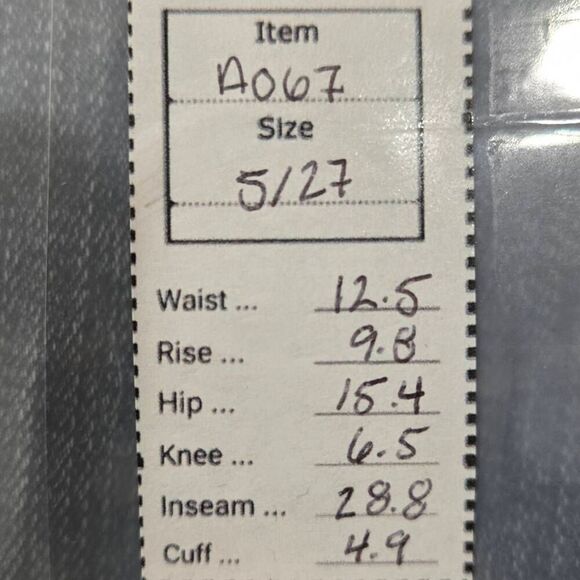 Item
A067
Size
5/27
Waist ... 12.5
Rise ... 9.8
Hip ... 15.4
Knee ... 6.5
Inseam ... 28.8
Cuff ... 4.9